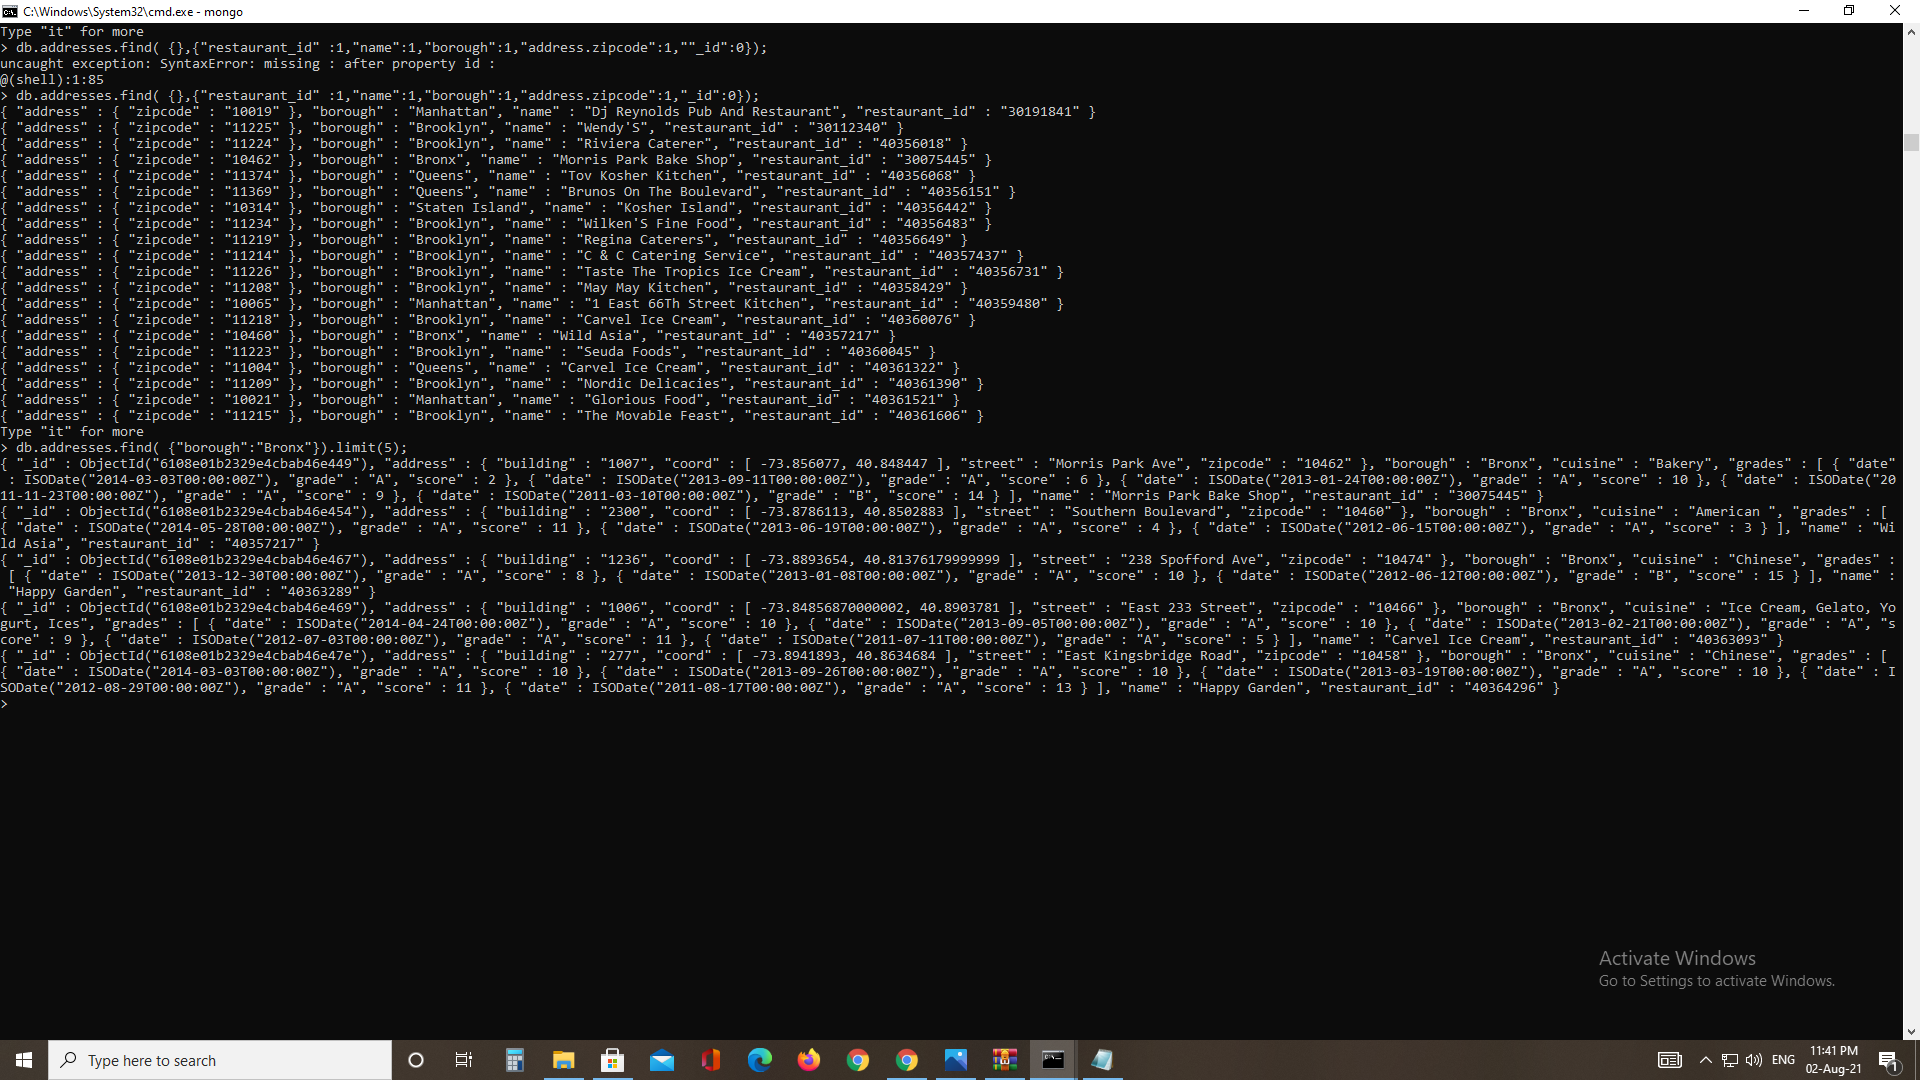 C:\Windows\System32\cmd.exe - mongo
Type "it" for more
> db.addresses.find( {},{"restaurant_id" :1,"name":1,"borough":1,"address.zipcode":1,""_id":0});
uncaught exception: SyntaxError: missing : after property id :
@(shell):1:85
> db.addresses.find( {},{"restaurant_id" :1,"name":1,"borough":1,"address.zipcode":1,"_id":0});
{ "address" : { "zipcode" : "10019" }, "borough" : "Manhattan", "name" : "Dj Reynolds Pub And Restaurant", "restaurant_id" : "30191841" }
{ "address" : { "zipcode" : "11225" }, "borough" : "Brooklyn", "name" : "Wendy'S", "restaurant_id" : "30112340" }
{ "address" : { "zipcode" : "11224" }, "borough" : "Brooklyn", "name" : "Riviera Caterer", "restaurant_id" : "40356018" }
{ "address" : { "zipcode" : "10462" }, "borough" : "Bronx", "name" : "Morris Park Bake Shop", "restaurant_id" : "30075445" }
{ "address" : { "zipcode" : "11374" }, "borough" : "Queens", "name" : "Tov Kosher Kitchen", "restaurant_id" : "40356068" }
{ "address" : { "zipcode" : "11369" }, "borough" : "Queens", "name" : "Brunos On The Boulevard", "restaurant_id" : "40356151" }
{ "address" : { "zipcode" : "10314" }, "borough" : "Staten Island", "name" : "Kosher Island", "restaurant_id" : "40356442" }
{ "address" : { "zipcode" : "11234" }, "borough" : "Brooklyn", "name" : "Wilken'S Fine Food", "restaurant_id" : "40356483" }
{ "address" : { "zipcode" : "11219" }, "borough" : "Brooklyn", "name" : "Regina Caterers", "restaurant_id" : "40356649" }
{ "address" : { "zipcode" : "11214" }, "borough" : "Brooklyn", "name" : "C & C Catering Service", "restaurant_id" : "40357437" }
{ "address" : { "zipcode" : "11226" }, "borough" : "Brooklyn", "name" : "Taste The Tropics Ice Cream", "restaurant_id" : "40356731" }
{ "address" : { "zipcode" : "11208" }, "borough" : "Brooklyn", "name" : "May May Kitchen", "restaurant_id" : "40358429" }
{ "address" : { "zipcode" : "10065" }, "borough" : "Manhattan", "name" : "1 East 66Th Street Kitchen", "restaurant_id" : "40359480" }
{ "address" : { "zipcode" : "11218" }, "borough" : "Brooklyn", "name" : "Carvel Ice Cream", "restaurant_id" : "40360076" }
{ "address" : { "zipcode" : "10460" }, "borough" : "Bronx", "name" : "Wild Asia", "restaurant_id" : "40357217" }
{ "address" : { "zipcode" : "11223" }, "borough" : "Brooklyn", "name" : "Seuda Foods", "restaurant_id" : "40360045" }
{ "address" : { "zipcode" : "11004" }, "borough" : "Queens", "name" : "Carvel Ice Cream", "restaurant_id" : "40361322" }
{ "address" : { "zipcode" : "11209" }, "borough" : "Brooklyn", "name" : "Nordic Delicacies", "restaurant_id" : "40361390" }
{ "address" : { "zipcode" : "10021" }, "borough" : "Manhattan", "name" : "Glorious Food", "restaurant_id" : "40361521" }
{ "address" : { "zipcode" : "11215" }, "borough" : "Brooklyn", "name" : "The Movable Feast", "restaurant_id" : "40361606" }
Type "it" for more
> db.addresses.find( {"borough":"Bronx"}).limit(5);
{ "_id" : ObjectId("6108e01b2329e4cbab46e449"), "address" : { "building" : "1007", "coord" : [ -73.856077, 40.848447 ], "street" : "Morris Park Ave", "zipcode" : "10462" }, "borough" : "Bronx", "cuisine" : "Bakery", "grades" : [ { "date"
 : ISODate("2014-03-03T00:00:00Z"), "grade" : "A", "score" : 2 }, { "date" : ISODate("2013-09-11T00:00:00Z"), "grade" : "A", "score" : 6 }, { "date" : ISODate("2013-01-24T00:00:00Z"), "grade" : "A", "score" : 10 }, { "date" : ISODate("20
11-11-23T00:00:00Z"), "grade" : "A", "score" : 9 }, { "date" : ISODate("2011-03-10T00:00:00Z"), "grade" : "B", "score" : 14 } ], "name" : "Morris Park Bake Shop", "restaurant_id" : "30075445" }
{ "_id" : ObjectId("6108e01b2329e4cbab46e454"), "address" : { "building" : "2300", "coord" : [ -73.8786113, 40.8502883 ], "street" : "Southern Boulevard", "zipcode" : "10460" }, "borough" : "Bronx", "cuisine" : "American ", "grades" : [
{ "date" : ISODate("2014-05-28T00:00:00Z"), "grade" : "A", "score" : 11 }, { "date" : ISODate("2013-06-19T00:00:00Z"), "grade" : "A", "score" : 4 }, { "date" : ISODate("2012-06-15T00:00:00Z"), "grade" : "A", "score" : 3 } ], "name" : "Wi
ld Asia", "restaurant_id" : "40357217" }
{ "_id" : ObjectId("6108e01b2329e4cbab46e467"), "address" : { "building" : "1236", "coord" : [ -73.8893654, 40.81376179999999 ], "street" : "238 Spofford Ave", "zipcode" : "10474" }, "borough" : "Bronx", "cuisine" : "Chinese", "grades" :
 [ { "date" : ISODate("2013-12-30T00:00:00Z"), "grade" : "A", "score" : 8 }, { "date" : ISODate("2013-01-08T00:00:00Z"), "grade" : "A", "score" : 10 }, { "date" : ISODate("2012-06-12T00:00:00Z"), "grade" : "B", "score" : 15 } ], "name" :
 "Happy Garden", "restaurant_id" : "40363289" }
{ "_id" : ObjectId("6108e01b2329e4cbab46e469"), "address" : { "building" : "1006", "coord" : [ -73.84856870000002, 40.8903781 ], "street" : "East 233 Street", "zipcode" : "10466" }, "borough" : "Bronx", "cuisine" : "Ice Cream, Gelato, Yo
gurt, Ices", "grades" : [ { "date" : ISODate("2014-04-24T00:00:00Z"), "grade" : "A", "score" : 10 }, { "date" : ISODate("2013-09-05T00:00:00Z"), "grade" : "A", "score" : 10 }, { "date" : ISODate("2013-02-21T00:00:00Z"), "grade" : "A", "s
core" : 9 }, { "date" : ISODate("2012-07-03T00:00:00Z"), "grade" : "A", "score" : 11 }, { "date" : ISODate("2011-07-11T00:00:00Z"), "grade" : "A", "score" : 5 } ], "name" : "Carvel Ice Cream", "restaurant_id" : "40363093" }
{ "_id" : ObjectId("6108e01b2329e4cbab46e47e"), "address" : { "building" : "277", "coord" : [ -73.8941893, 40.8634684 ], "street" : "East Kingsbridge Road", "zipcode" : "10458" }, "borough" : "Bronx", "cuisine" : "Chinese", "grades" : [
{ "date" : ISODate("2014-03-03T00:00:00Z"), "grade" : "A", "score" : 10 }, { "date" : ISODate("2013-09-26T00:00:00Z"), "grade" : "A", "score" : 10 }, { "date" : ISODate("2013-03-19T00:00:00Z"), "grade" : "A", "score" : 10 }, { "date" : I
SODate("2012-08-29T00:00:00Z"), "grade" : "A", "score" : 11 }, { "date" : ISODate("2011-08-17T00:00:00Z"), "grade" : "A", "score" : 13 } ], "name" : "Happy Garden", "restaurant_id" : "40364296" }
>
Activate Windows
Go to Settings to activate Windows.
Type here to search
ENG
11:41 PM
02-Aug-21
1